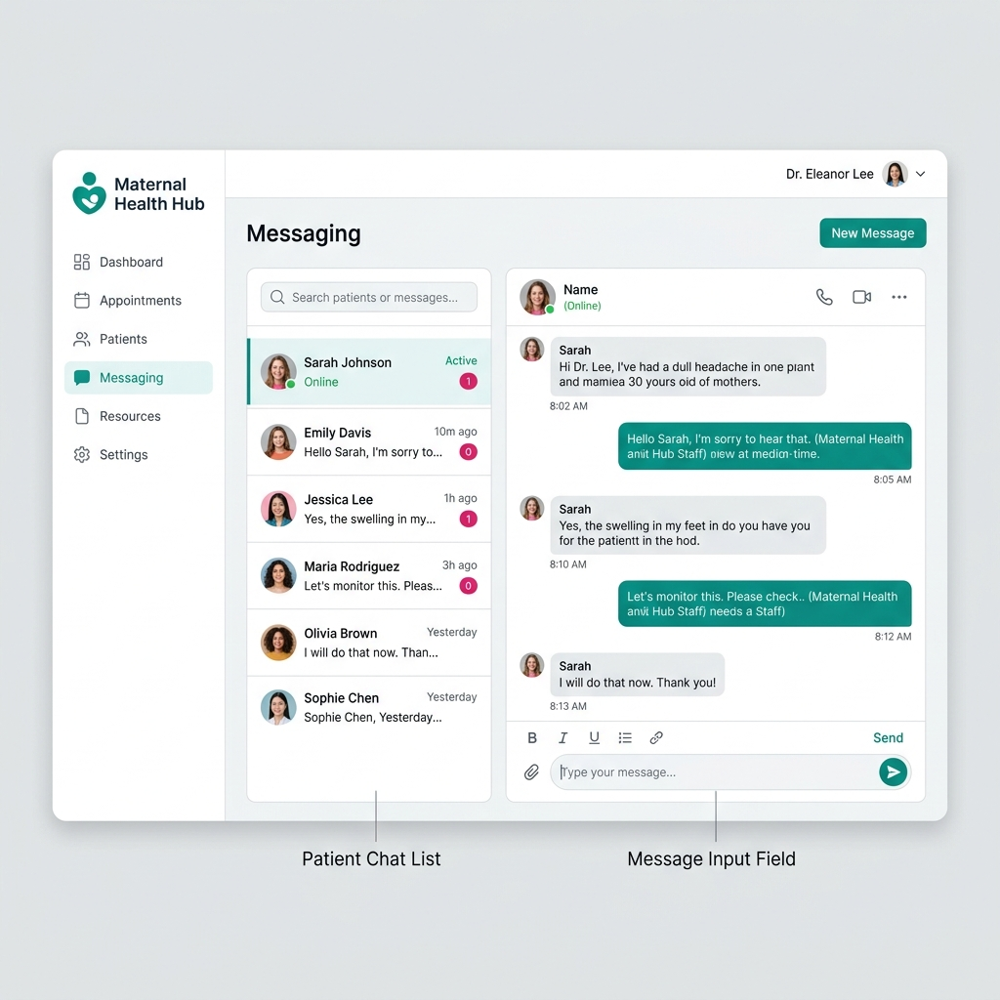 Maternal
Health Hub
Dr. Eleanor Lee
Dashboard
Appointments
Patients
Messaging
Resources
Settings
Messaging
New Message
Search patients or messages...
Sarah Johnson
Active
Online
1
Emily Davis
10m ago
Hello Sarah, I'm sorry to...
0
Jessica Lee
1h ago
Yes, the swelling in my...
1
Maria Rodriguez
3h ago
Let's monitor this. Pleas...
0
Olivia Brown
Yesterday
I will do that now. Than...
Sophie Chen
Yesterday
Sophie Chen, Yesterday...
Name
(Online)
Sarah
Hi Dr. Lee, I've had a dull headache in one
and 30 yours oid of mothers.
8:02 AM
Hello Sarah, I'm sorry to hear that. (Maternal Health
Hub Staff) at time.
8:05 AM
Sarah
Yes, the swelling in my feet in do you have you
for the patientt in the hod.
8:10 AM
Let's monitor this. Please check.. (Maternal Health
Hub Staff) needs a Staff)
8:12 AM
Sarah
I will do that now. Thank you!
8:13 AM
B I U
Send
Type your message...
Patient Chat List
Message Input Field